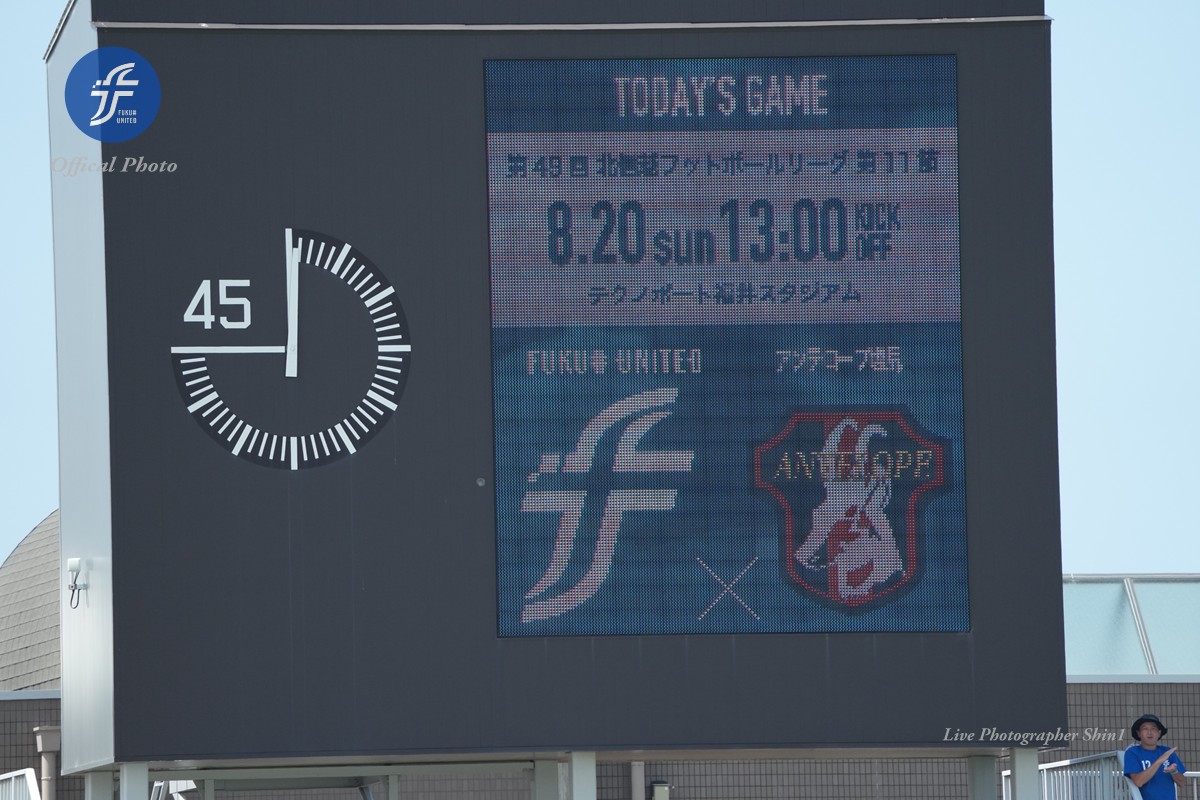 FUKUI
UNITED
Offical Photo
TODAY'S GAME
第49回 北信越フットボールリーグ 第11節
8.20 sun 13:00 KICK OFF
テクノポート福井スタジアム
45
FUKUI UNITED
アンテロープ塩尻
ANTELOPE
Live Photographer Shin1